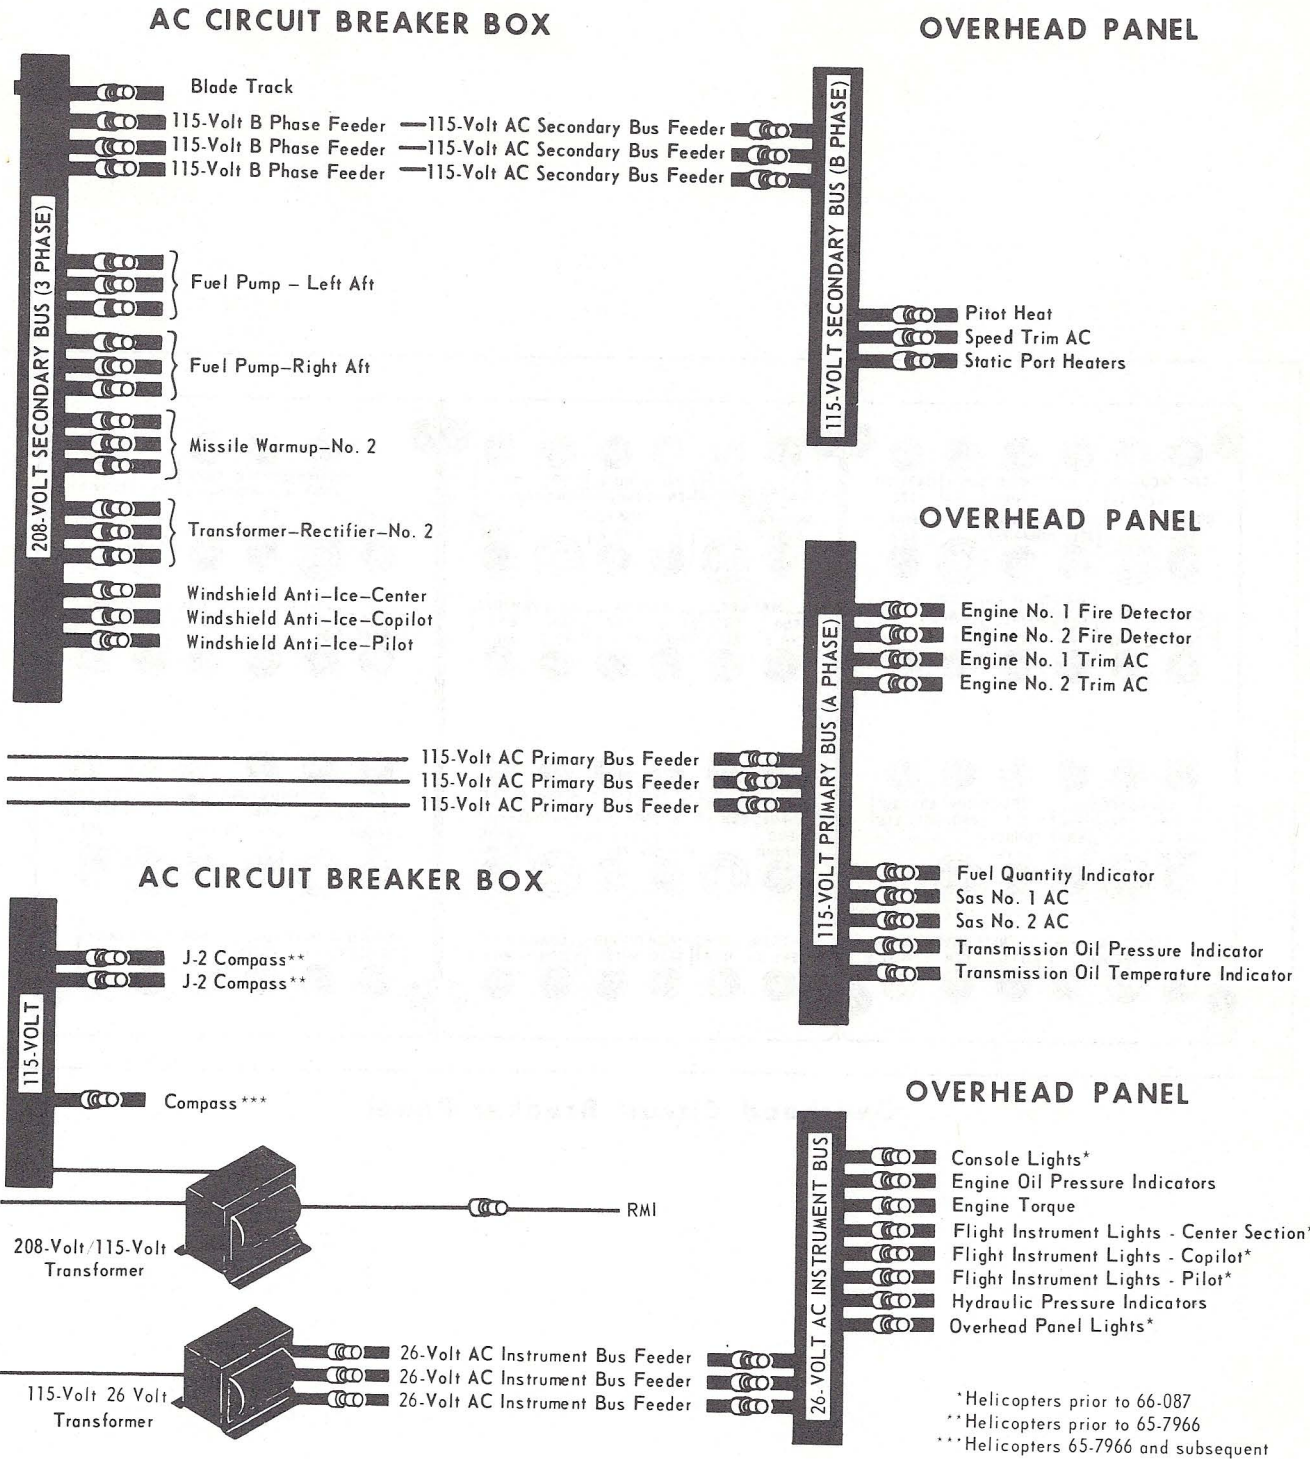 AC CIRCUIT BREAKER BOX
OVERHEAD PANEL
208-VOLT SECONDARY BUS (3 PHASE)
Blade Track
115-Volt B Phase Feeder 115-Volt AC Secondary Bus Feeder
115-Volt B Phase Feeder 115-Volt AC Secondary Bus Feeder
115-Volt B Phase Feeder 115-Volt AC Secondary Bus Feeder
Fuel Pump – Left Aft
Fuel Pump–Right Aft
Missile Warmup–No. 2
Transformer–Rectifier–No. 2
Windshield Anti–Ice–Center
Windshield Anti–Ice–Copilot
Windshield Anti–Ice–Pilot
115-VOLT SECONDARY BUS (B PHASE)
Pitot Heat
Speed Trim AC
Static Port Heaters
OVERHEAD PANEL
115-VOLT PRIMARY BUS (A PHASE)
Engine No. 1 Fire Detector
Engine No. 2 Fire Detector
Engine No. 1 Trim AC
Engine No. 2 Trim AC
115-Volt AC Primary Bus Feeder
115-Volt AC Primary Bus Feeder
115-Volt AC Primary Bus Feeder
Fuel Quantity Indicator
Sas No. 1 AC
Sas No. 2 AC
Transmission Oil Pressure Indicator
Transmission Oil Temperature Indicator
AC CIRCUIT BREAKER BOX
115-VOLT
J-2 Compass**
J-2 Compass**
Compass***
RMI
208-Volt/115-Volt
Transformer
115-Volt 26 Volt
Transformer
26-Volt AC Instrument Bus Feeder
26-Volt AC Instrument Bus Feeder
26-Volt AC Instrument Bus Feeder
OVERHEAD PANEL
26-VOLT AC INSTRUMENT BUS
Console Lights*
Engine Oil Pressure Indicators
Engine Torque
Flight Instrument Lights - Center Section*
Flight Instrument Lights - Copilot*
Flight Instrument Lights - Pilot*
Hydraulic Pressure Indicators
Overhead Panel Lights*
*Helicopters prior to 66-087
**Helicopters prior to 65-7966
***Helicopters 65-7966 and subsequent